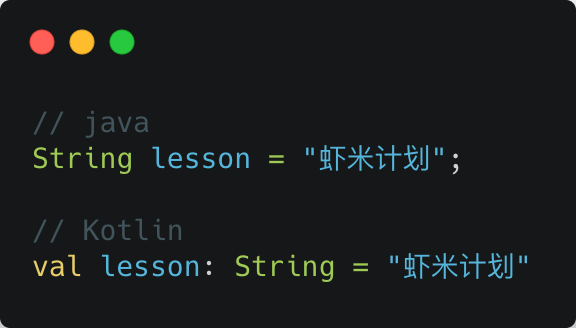 // java
String lesson = "虾米计划";
// Kotlin
val lesson: String = "虾米计划"